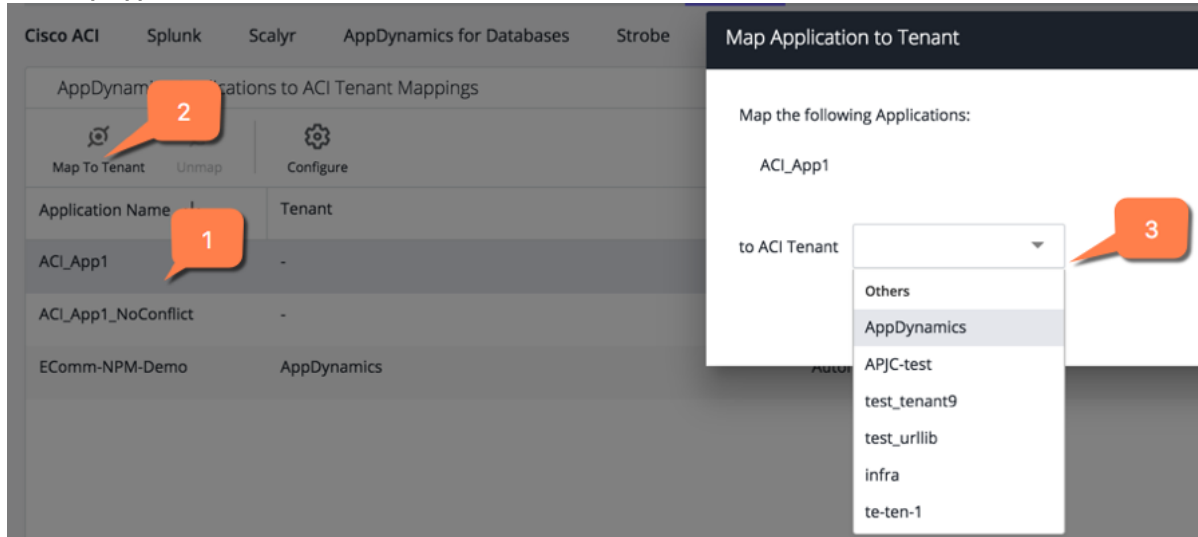 Cisco ACI Splunk Scalyr AppDynamics for Databases Strobe
AppDynam cations to ACI Tenant Mappings
2
Map To Tenant Unmap Configure
Application Name Tenant
1
ACI_App1 -
ACI_App1_NoConflict -
EComm-NPM-Demo AppDynamics
Map Application to Tenant
Map the following Applications:
ACI_App1
to ACI Tenant
3
Others
AppDynamics
APJC-test
test_tenant9
test_urllib
infra
te-ten-1